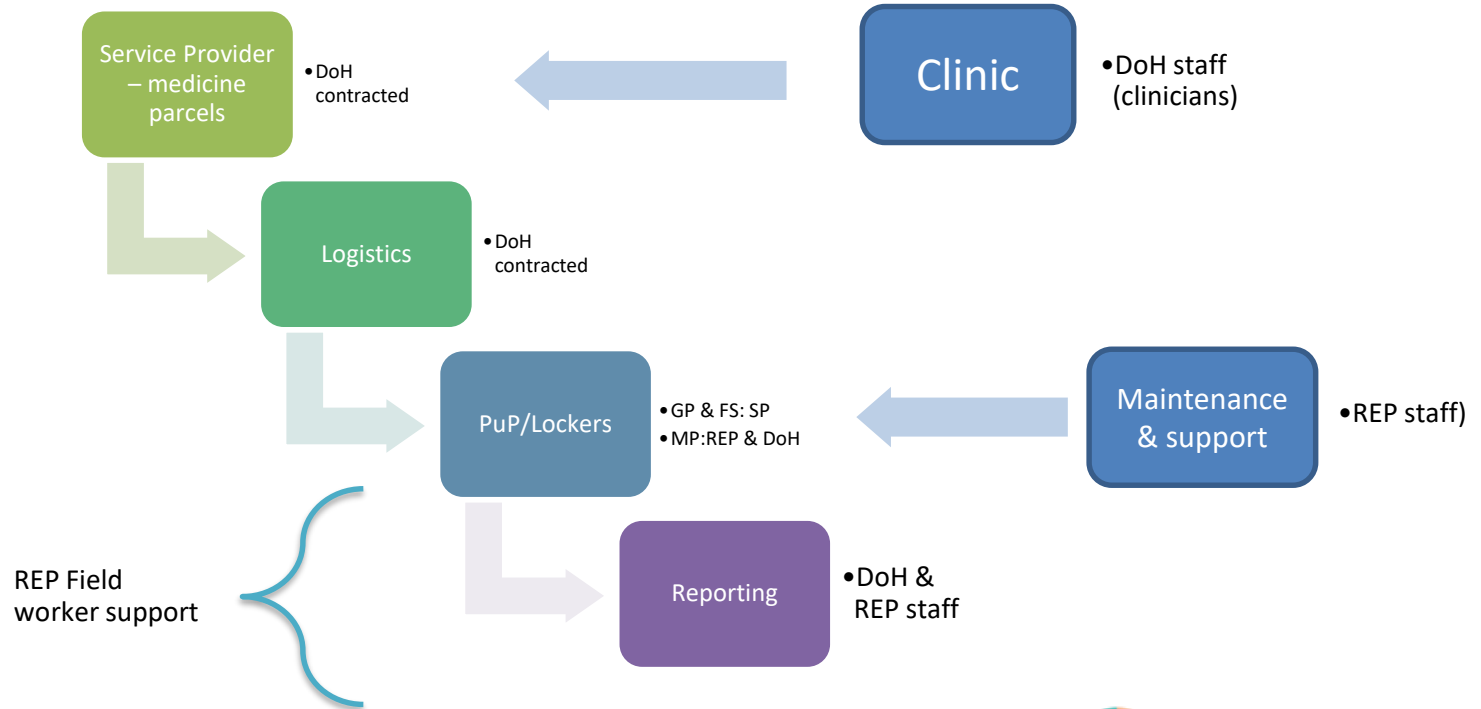 Service Provider
– medicine
parcels
•DoH
contracted
Clinic
•DoH staff
(clinicians)
Logistics
•DoH
contracted
PuP/Lockers
•GP & FS: SP
•MP:REP & DoH
Maintenance
& support
•REP staff)
REP Field
worker support
Reporting
•DoH &
REP staff